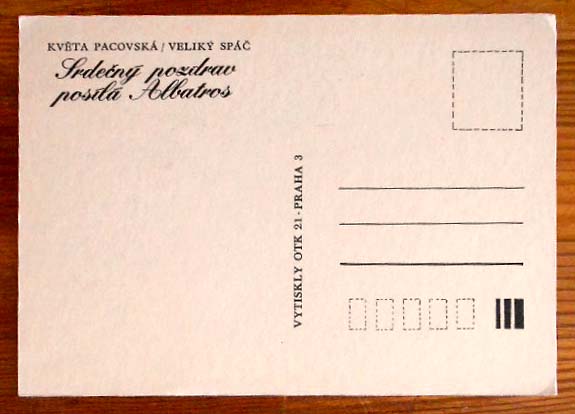 KVĚTA PACOVSKÁ / VELIKÝ SPÁČ
Srdečný pozdrav
posílá Albatros
VYTISKLY OTK 21 · PRAHA 3